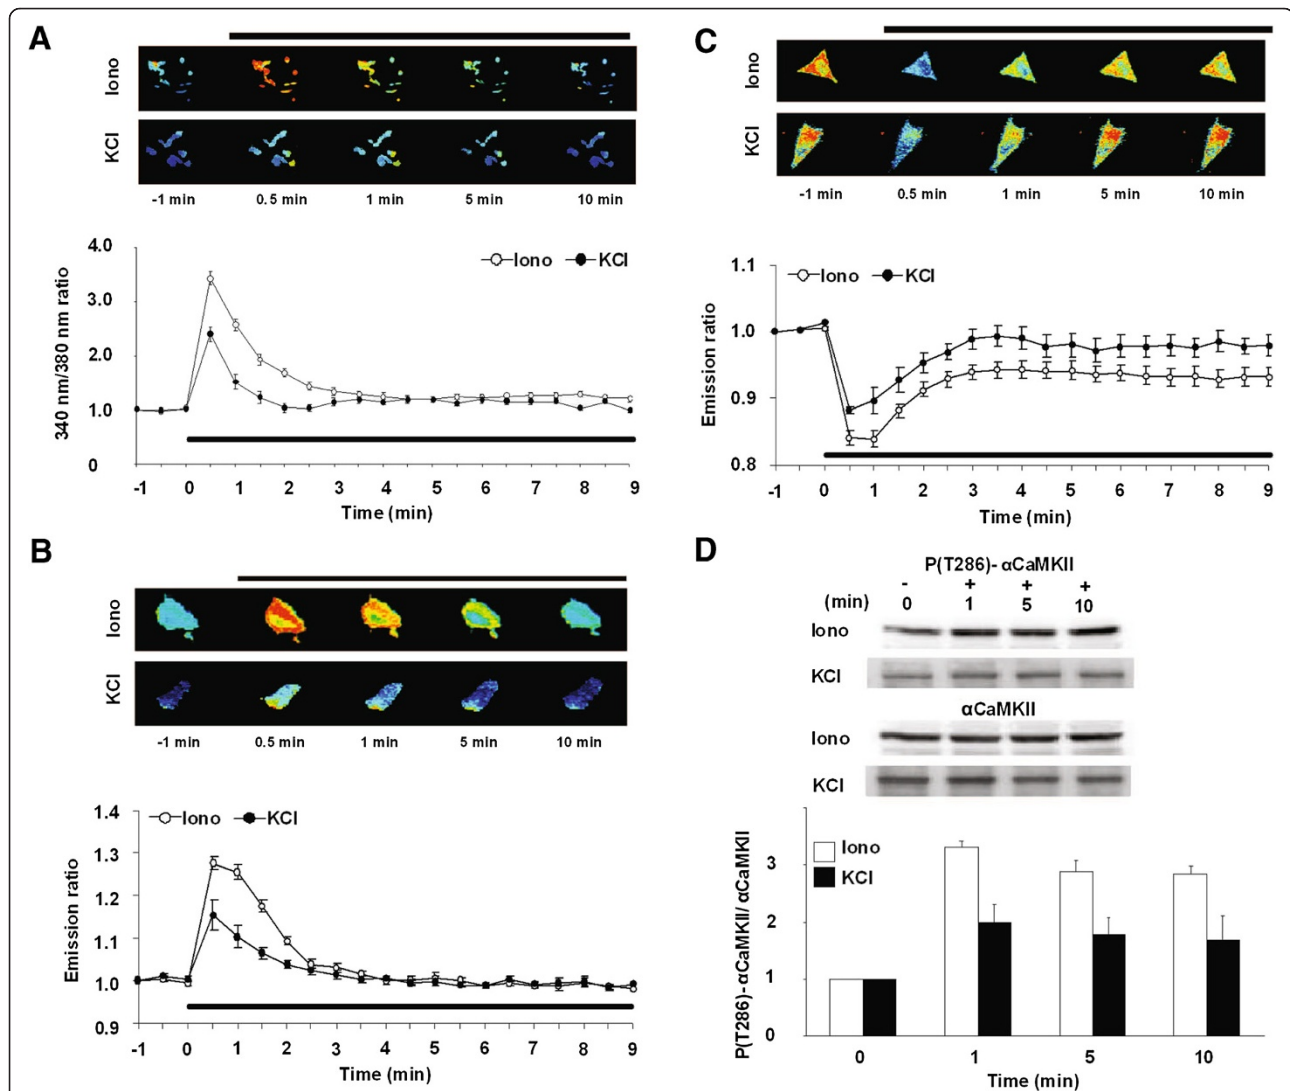 A
Iono
KCl
-1 min 0.5 min 1 min 5 min 10 min
4.0
3.0
2.0
1.0
0
340 nm/380 nm ratio
Iono KCl
-1 0 1 2 3 4 5 6 7 8 9
Time (min)
B
Iono
KCl
-1 min 0.5 min 1 min 5 min 10 min
1.4
1.3
1.2
1.1
1.0
0.9
Emission ratio
Iono KCl
-1 0 1 2 3 4 5 6 7 8 9
Time (min)
C
Iono
KCl
-1 min 0.5 min 1 min 5 min 10 min
1.1
1.0
0.9
0.8
Emission ratio
Iono KCl
-1 0 1 2 3 4 5 6 7 8 9
Time (min)
D
P(T286)- αCaMKII
- + + +
(min) 0 1 5 10
Iono
KCl
αCaMKII
Iono
KCl
P(T286)- αCaMKII/ αCaMKII
3
2
1
0
Iono
KCl
0 1 5 10
Time (min)